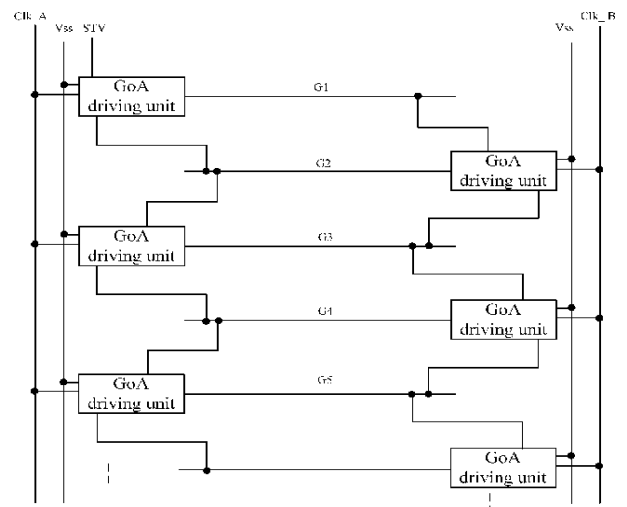 Clk_A
Vss STV
Vss
Clk_B
GoA
driving unit
G1
G2
GoA
driving unit
GoA
driving unit
G3
G4
GoA
driving unit
GoA
driving unit
G5
GoA
driving unit